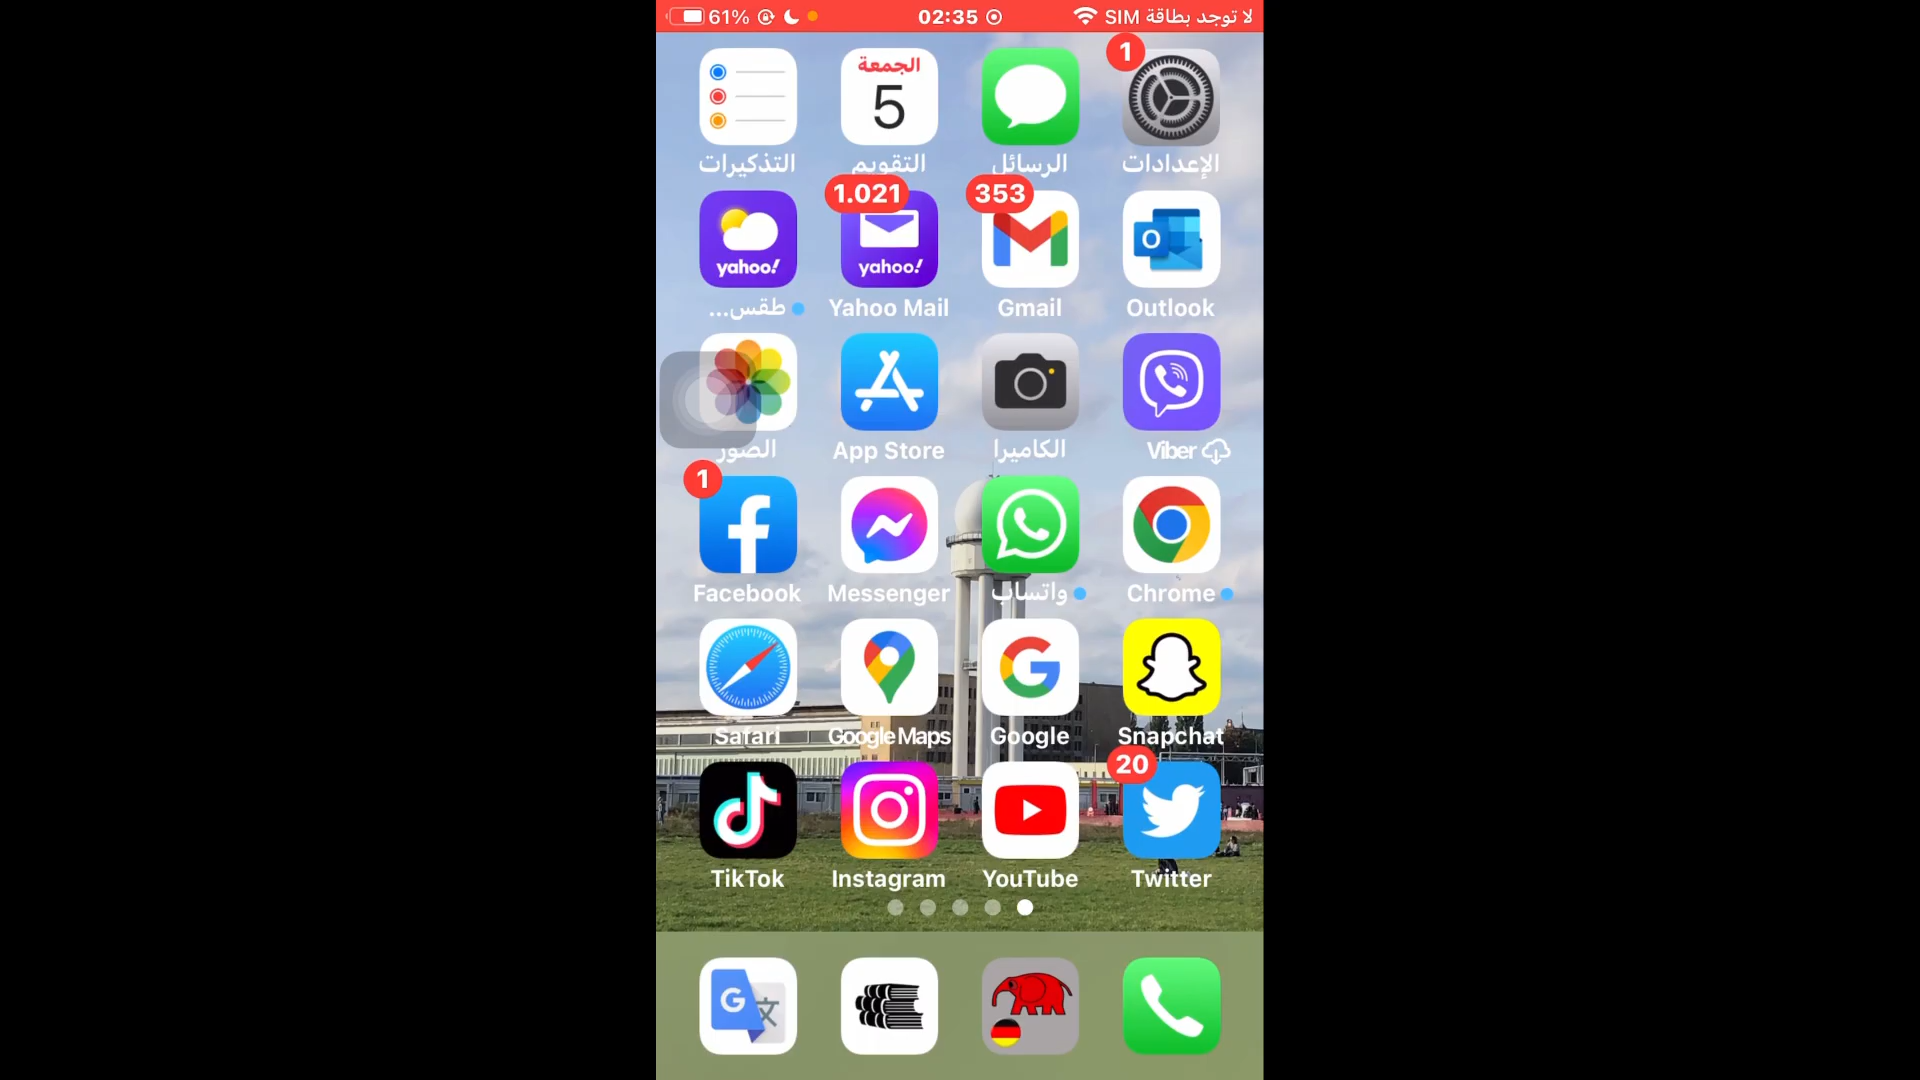 لا توجد بطاقة SIM
02:35
61%
1
الإعدادات
الرسائل
الجمعة
5
التقويم
التذكيرات
Outlook
353
Gmail
1.021
yahoo!
Yahoo Mail
yahoo!
طقس...
Viber
الكاميرا
App Store
الصور
Chrome
واتساب
Messenger
1
Facebook
Snapchat
Google
Google Maps
Safari
20
Twitter
YouTube
Instagram
TikTok